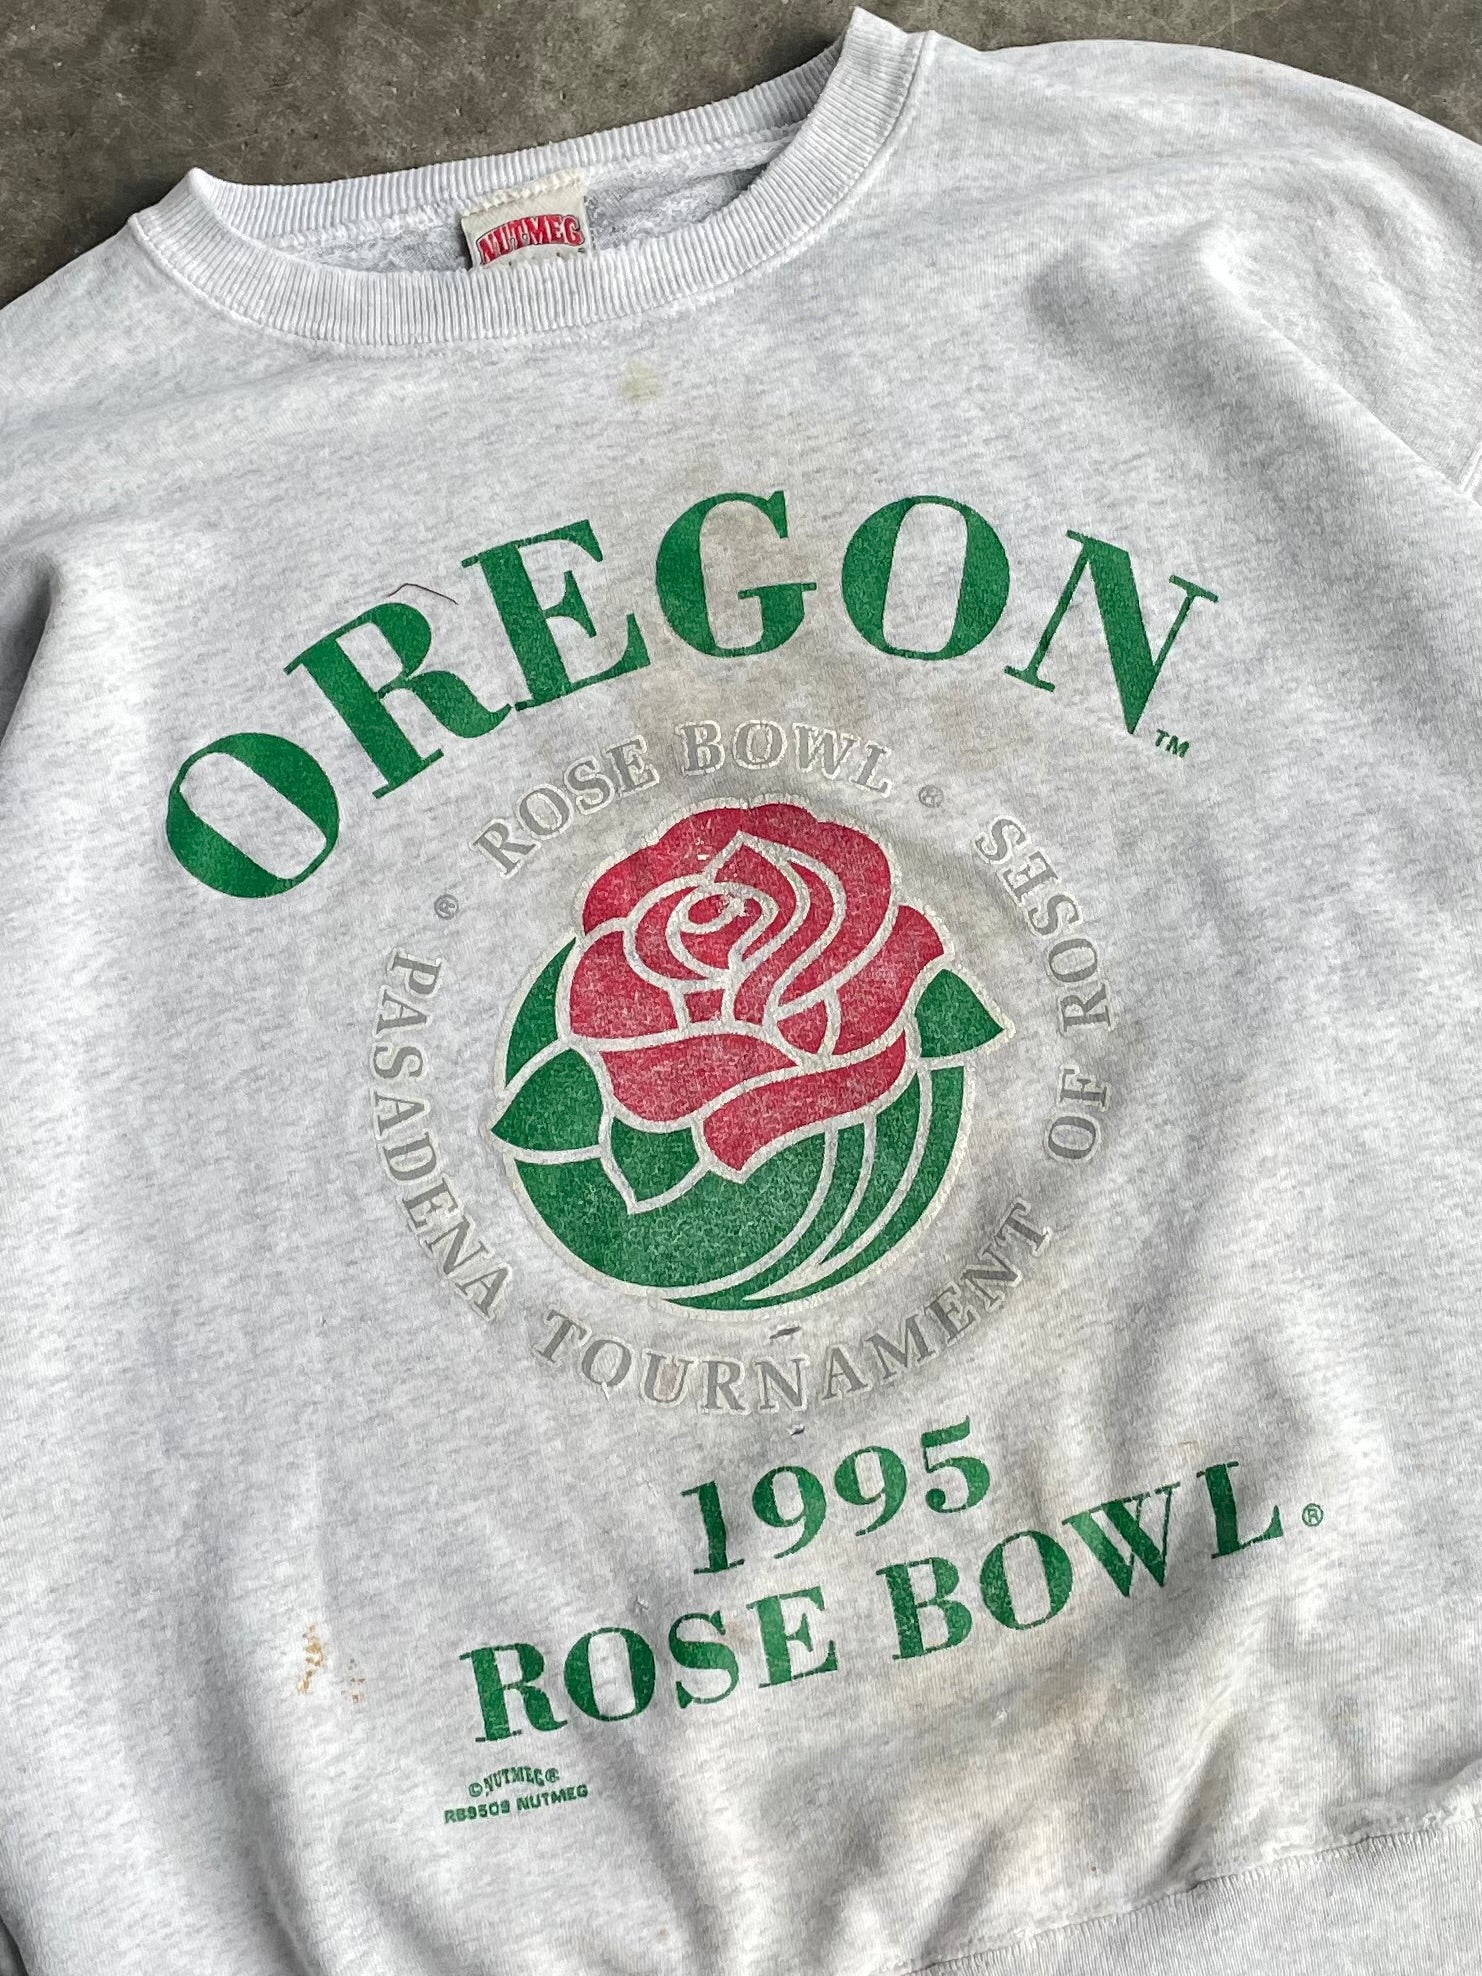 NUTMEG
OREGON™
ROSE BOWL ®
PASADENA TOURNAMENT OF ROSES ®
1995
ROSE BOWL®
©NUTMEG®
RB9509 NUTMEG